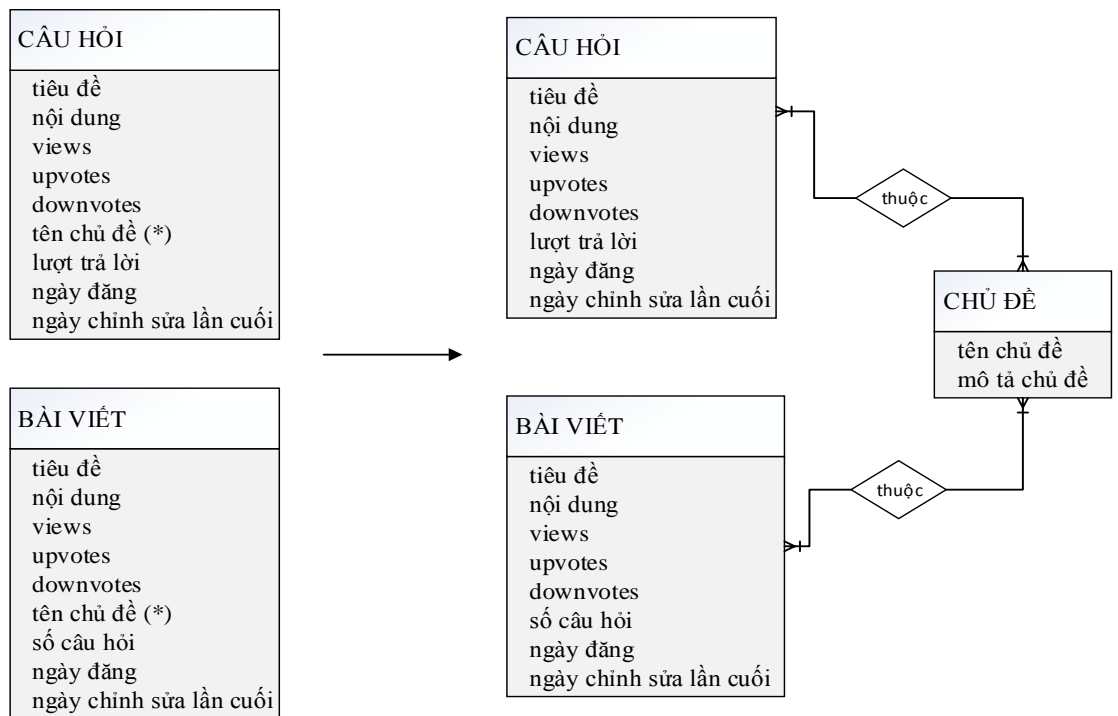 CÂU HỎI
tiêu đề
nội dung
views
upvotes
downvotes
tên chủ đề (*)
lượt trả lời
ngày đăng
ngày chỉnh sửa lần cuối
BÀI VIẾT
tiêu đề
nội dung
views
upvotes
downvotes
tên chủ đề (*)
số câu hỏi
ngày đăng
ngày chỉnh sửa lần cuối
CÂU HỎI
tiêu đề
nội dung
views
upvotes
downvotes
lượt trả lời
ngày đăng
ngày chỉnh sửa lần cuối
thuộc
CHỦ ĐỀ
tên chủ đề
mô tả chủ đề
BÀI VIẾT
tiêu đề
nội dung
views
upvotes
downvotes
số câu hỏi
ngày đăng
ngày chỉnh sửa lần cuối
thuộc